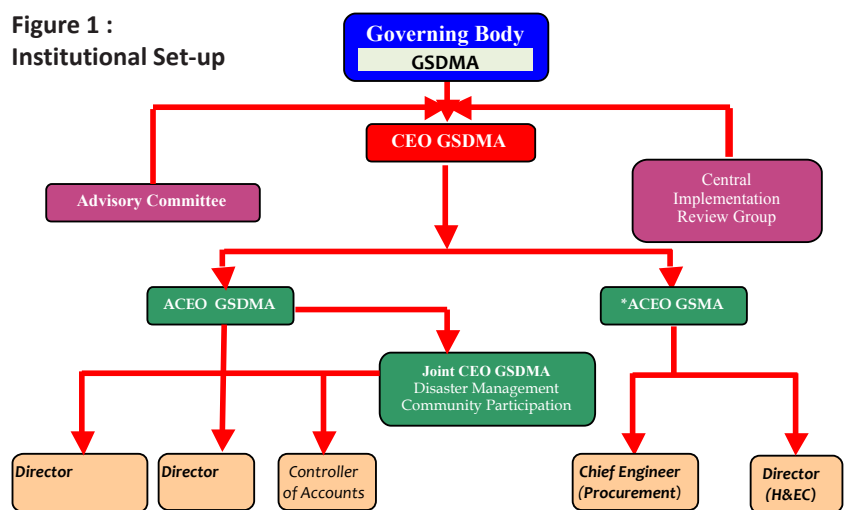 Figure 1 :
Institutional Set-up
Governing Body
GSDMA
CEO GSDMA
Advisory Committee
Central
Implementation
Review Group
ACEO GSDMA
*ACEO GSMA
Joint CEO GSDMA
Disaster Management
Community Participation
Director
Director
Controller
of Accounts
Chief Engineer
(Procurement)
Director
(H&EC)